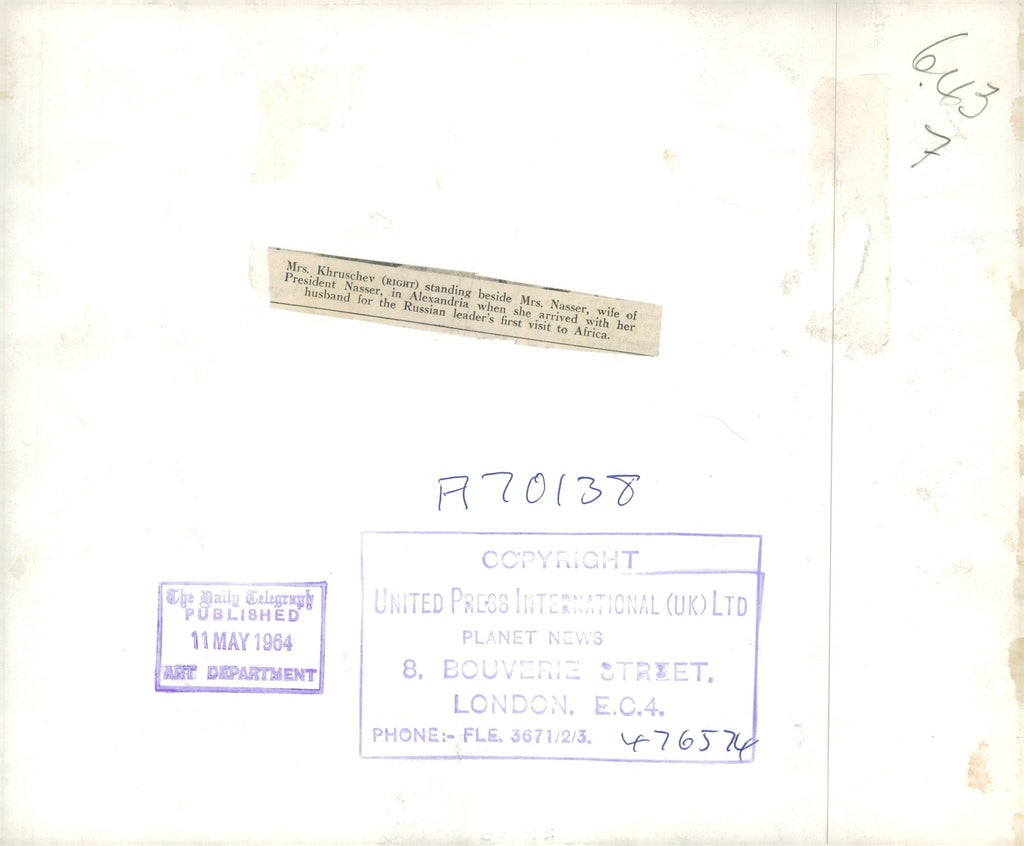 6.43
7
Mrs. Khruschev (RIGHT) standing beside Mrs. Nasser, wife of
President Nasser, in Alexandria when she arrived with her
husband for the Russian leader's first visit to Africa.
A70138
COPYRIGHT
UNITED PRESS INTERNATIONAL (UK) LTD
PLANET NEWS
8, BOUVERIE STREET.
LONDON. E.C.4.
PHONE:- FLE. 3671/2/3. 476574
The Daily Telegraph
PUBLISHED
11 MAY 1964
ART DEPARTMENT